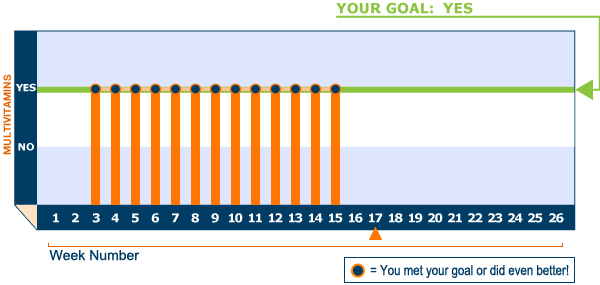 YOUR GOAL: YES
MULTIVITAMINS
YES
NO
1 2 3 4 5 6 7 8 9 10 11 12 13 14 15 16 17 18 19 20 21 22 23 24 25 26
Week Number
= You met your goal or did even better!